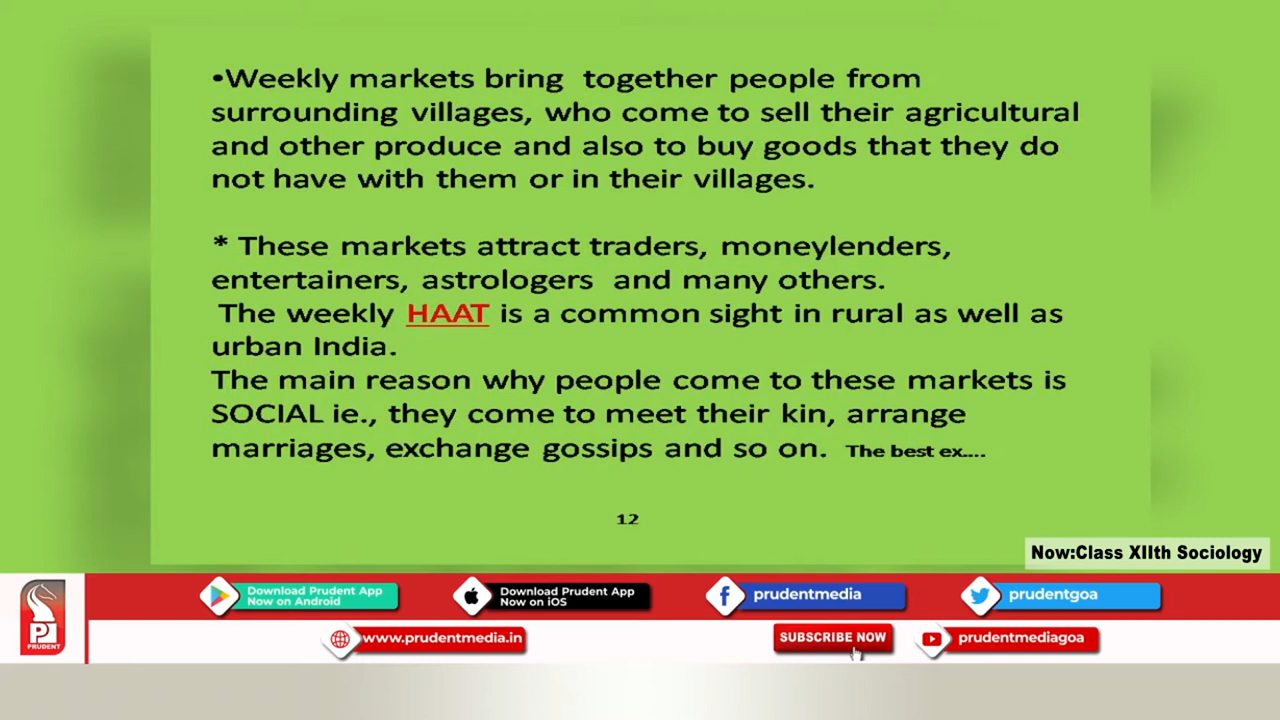 •Weekly markets bring together people from
surrounding villages, who come to sell their agricultural
and other produce and also to buy goods that they do
not have with them or in their villages.
* These markets attract traders, moneylenders,
entertainers, astrologers and many others.
The weekly HAAT is a common sight in rural as well as
urban India.
The main reason why people come to these markets is
SOCIAL ie., they come to meet their kin, arrange
marriages, exchange gossips and so on. The best ex....
12
Now:Class XIIth Sociology
Download Prudent App
Now on Android
Download Prudent App
Now on iOS
prudentmedia
prudentgoa
PRUDENT
www.prudentmedia.in
SUBSCRIBE NOW
prudentmediagoa